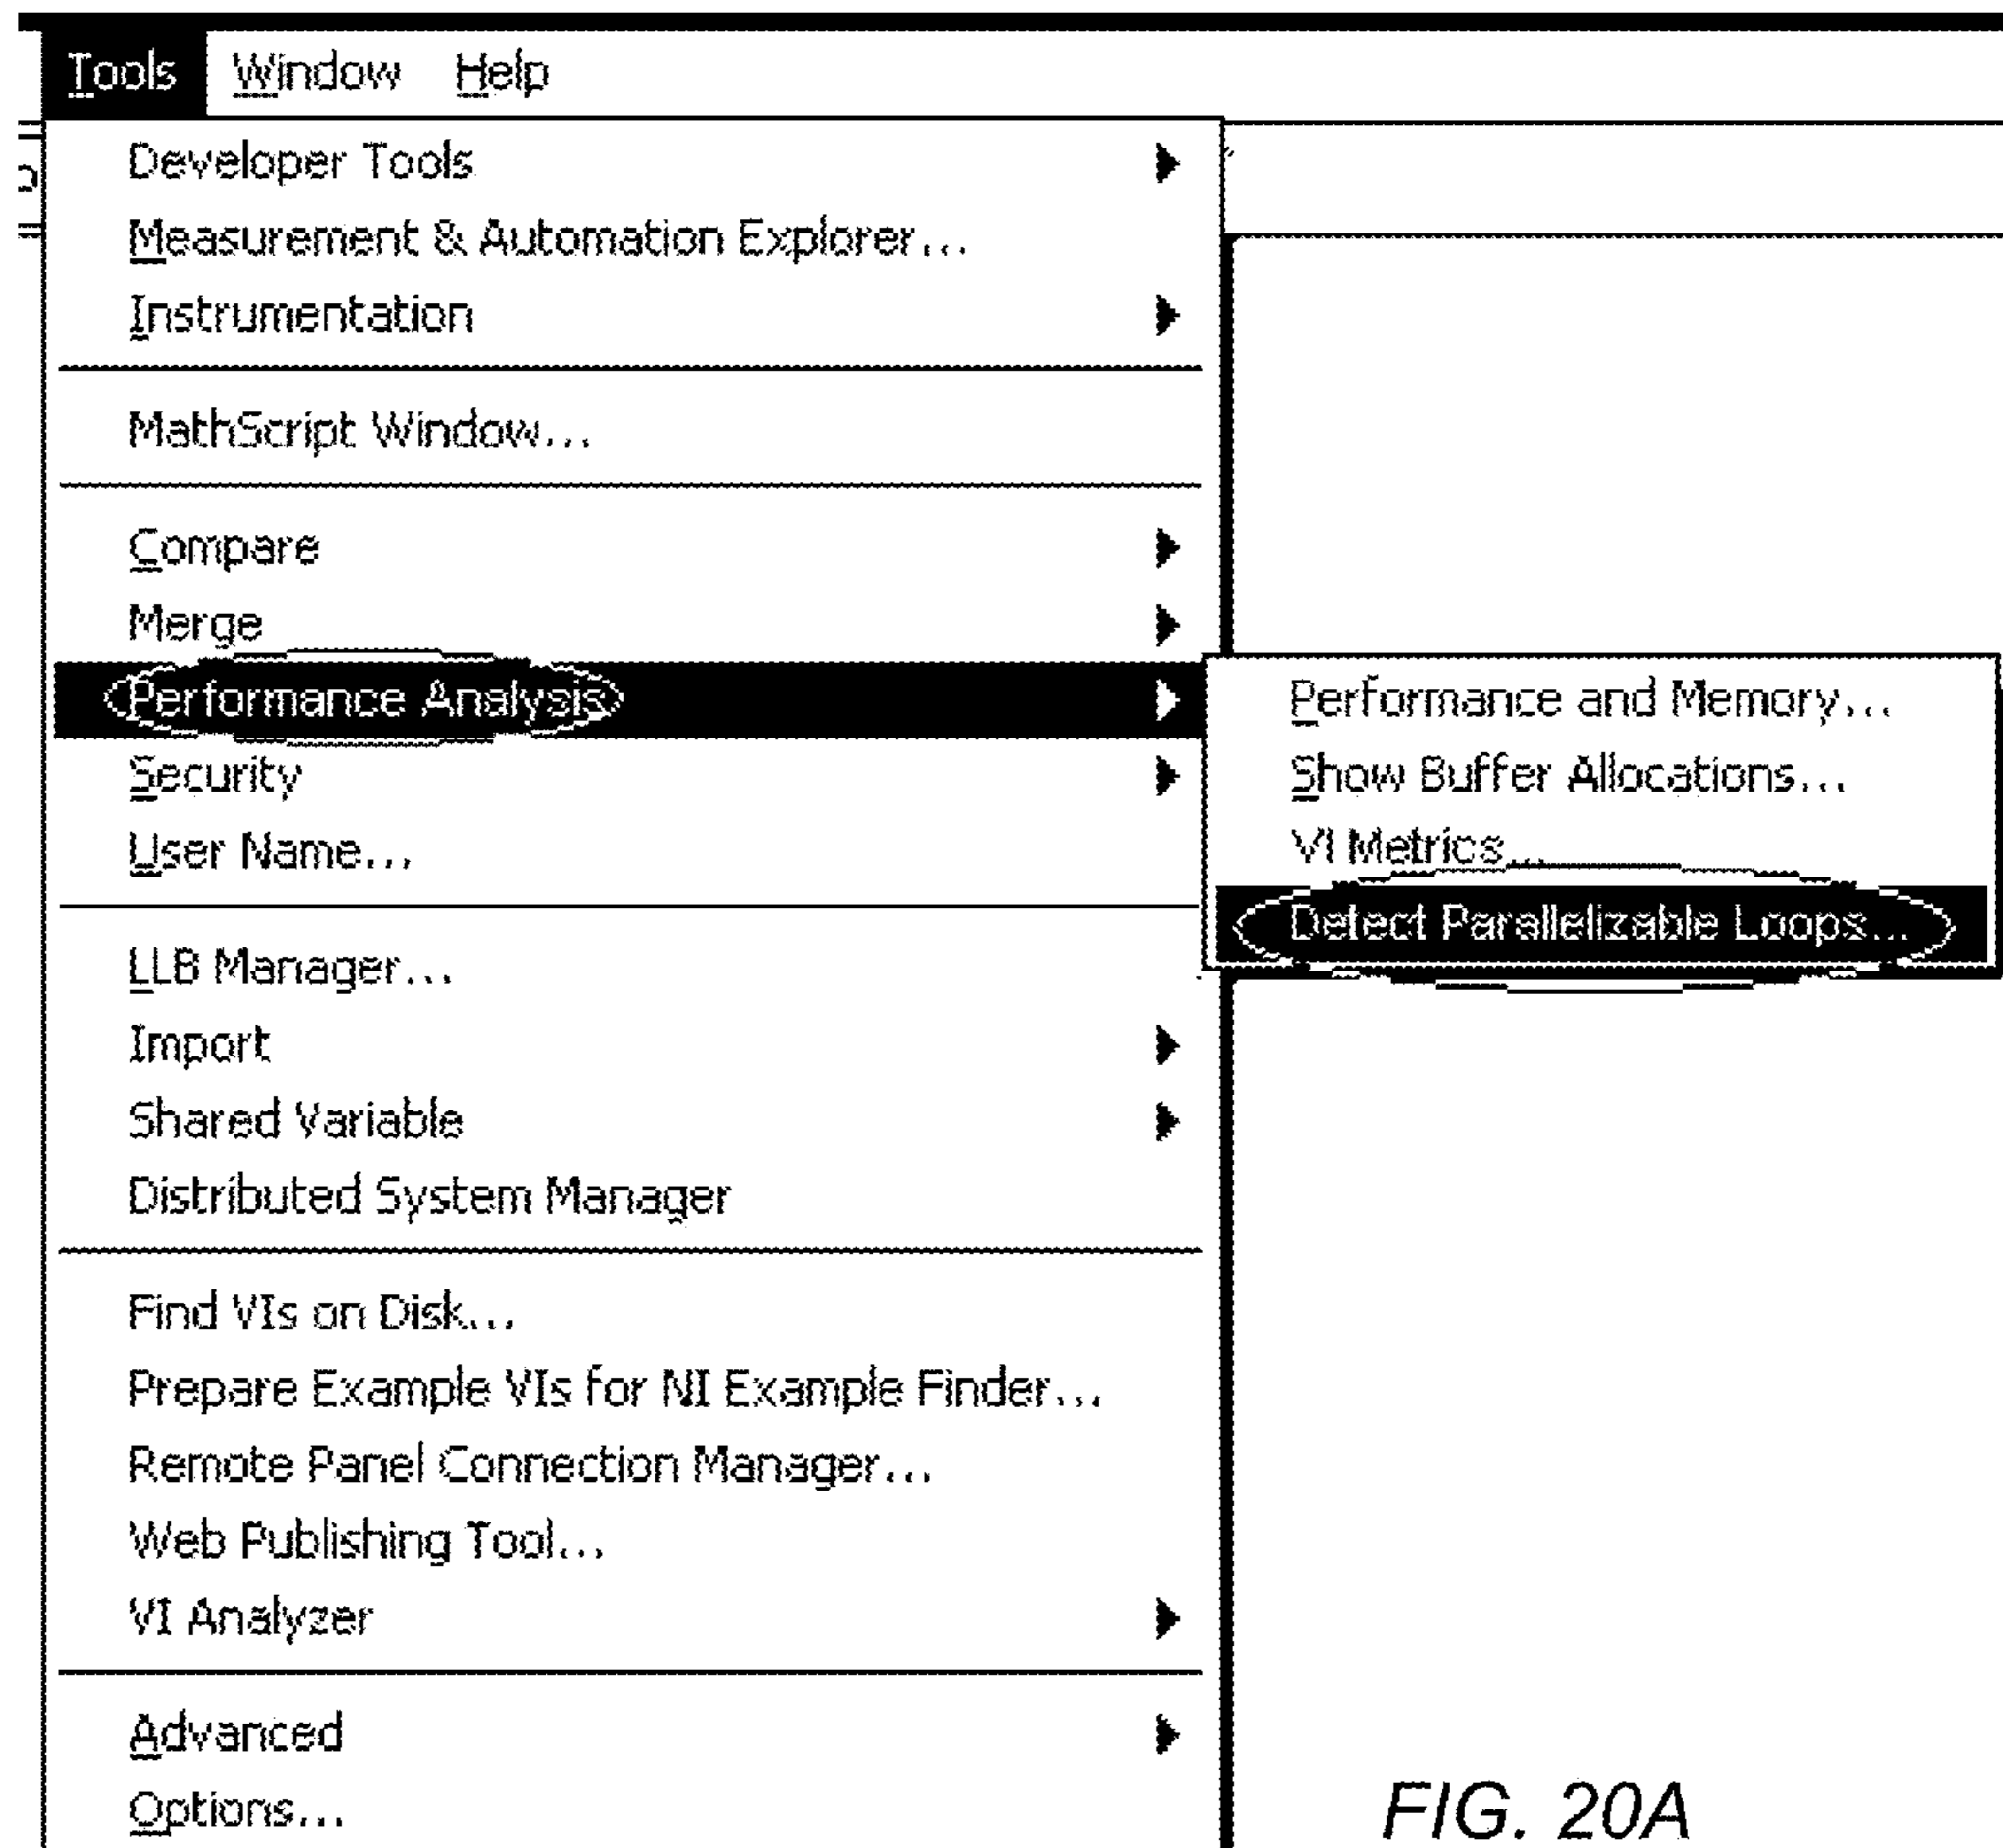 Tools Window Help
Developer Tools
Measurement & Automation Explorer...
Instrumentation
MathScript Window...
Compare
Merge
Performance Analysis
Security
User Name...
LLB Manager...
Import
Shared Variable
Distributed System Manager
Find VIs on Disk...
Prepare Example VIs for NI Example Finder...
Remote Panel Connection Manager...
Web Publishing Tool...
VI Analyzer
Advanced
Options...
Performance and Memory...
Show Buffer Allocations...
VI Metrics...
Detect Parallelizable Loops...
FIG. 20A